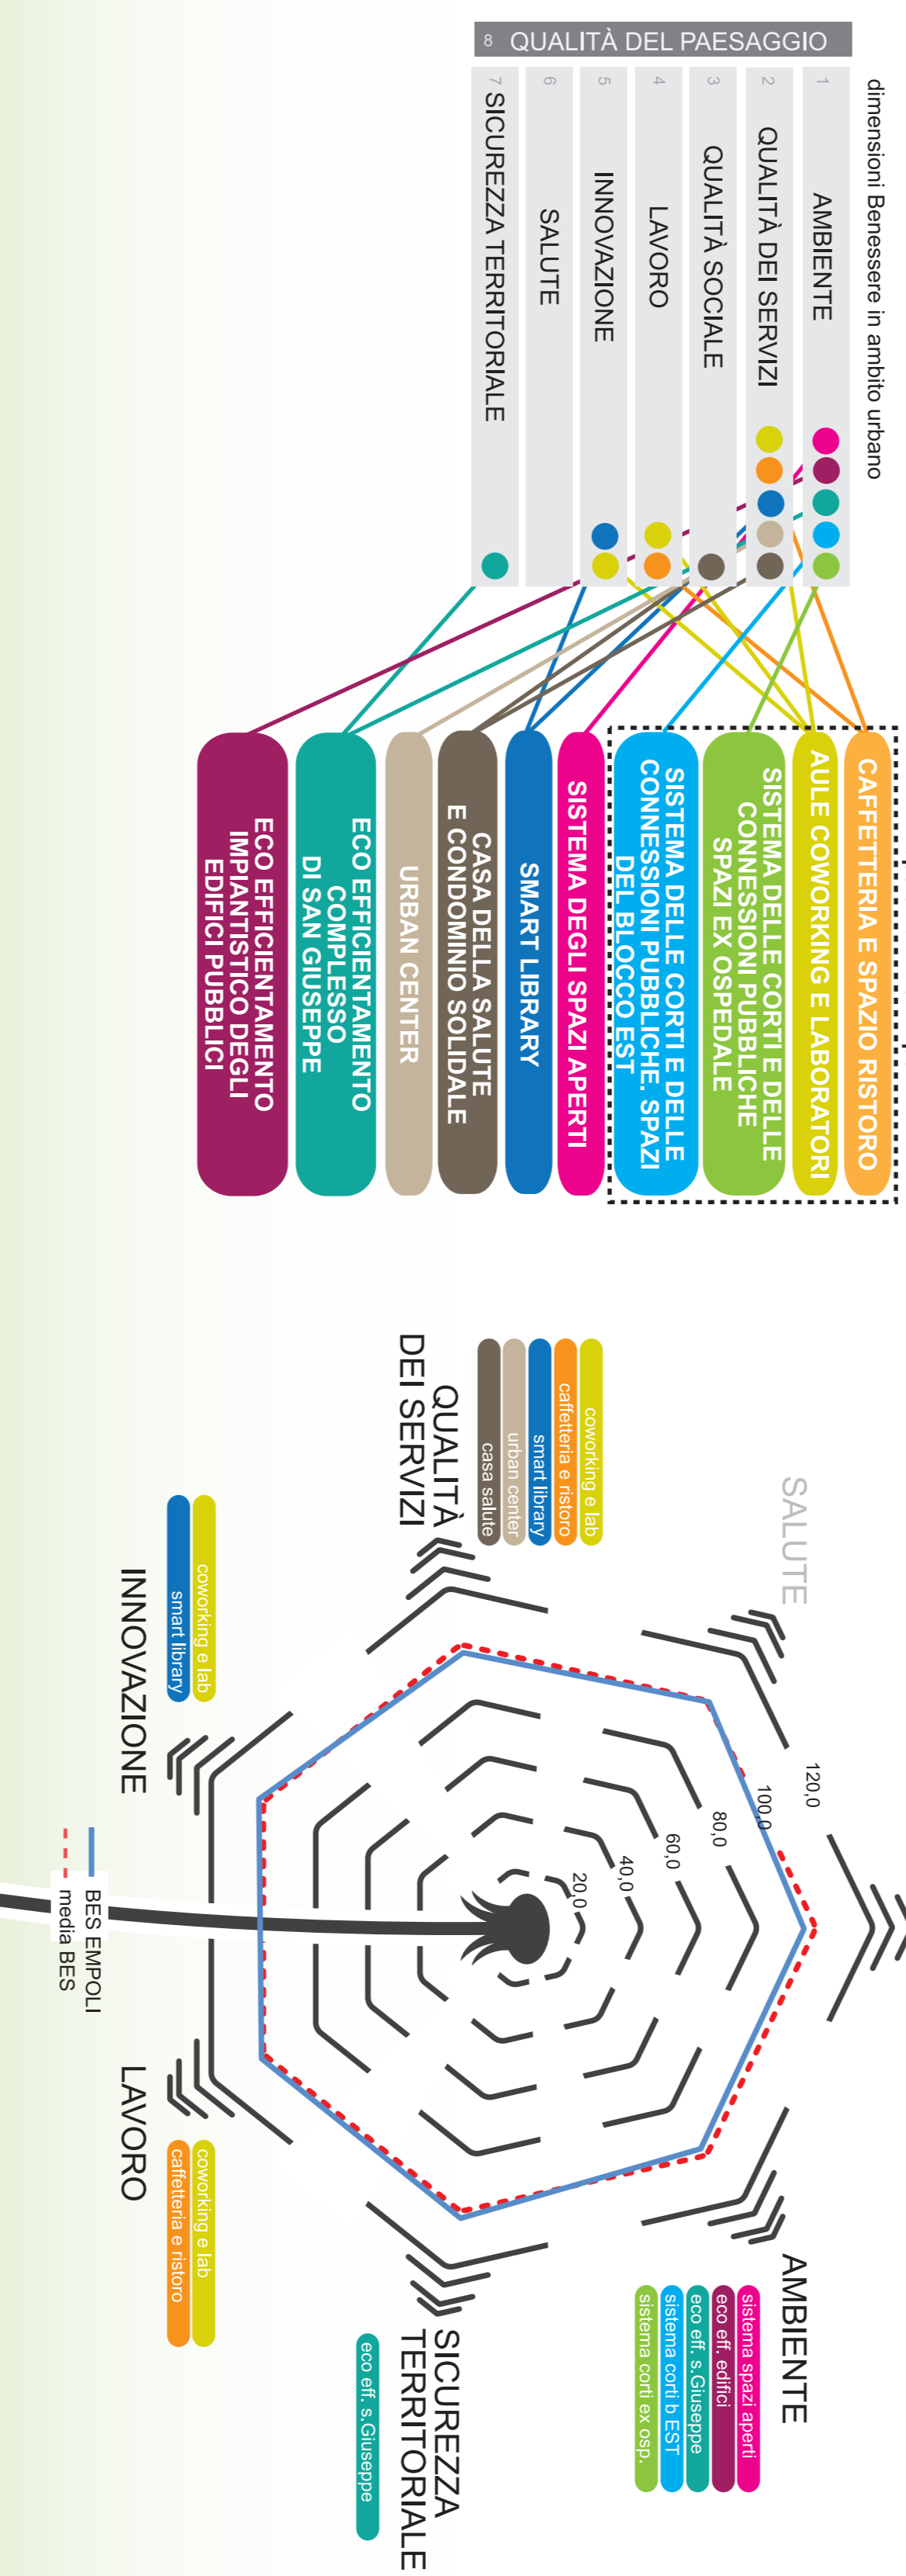 dimensioni Benessere in ambito urbano
1 AMBIENTE
2 QUALITÀ DEI SERVIZI
3 QUALITÀ SOCIALE
4 LAVORO
5 INNOVAZIONE
6 SALUTE
7 SICUREZZA TERRITORIALE
8 QUALITÀ DEL PAESAGGIO
CAFFETTERIA E SPAZIO RISTORO
AULE COWORKING E LABORATORI
SISTEMA DELLE CORTI E DELLE
CONNESSIONI PUBBLICHE
SPAZI EX OSPEDALE
SISTEMA DELLE CORTI E DELLE
CONNESSIONI PUBBLICHE. SPAZI
DEL BLOCCO EST
SISTEMA DEGLI SPAZI APERTI
SMART LIBRARY
CASA DELLA SALUTE
E CONDOMINIO SOLIDALE
URBAN CENTER
ECO EFFICIENTAMENTO
COMPLESSO
DI SAN GIUSEPPE
ECO EFFICIENTAMENTO
IMPIANTISTICO DEGLI
EDIFICI PUBBLICI
SALUTE
120,0
100,0
80,0
60,0
40,0
20,0
AMBIENTE
sistema spazi aperti
eco eff. edifici
eco eff. s.Giuseppe
sistema corti b EST
sistema corti ex osp.
coworking e lab
caffetteria e ristoro
smart library
urban center
casa salute
QUALITÀ
DEI SERVIZI
SICUREZZA
TERRITORIALE
eco eff. s.Giuseppe
coworking e lab
smart library
INNOVAZIONE
coworking e lab
caffetteria e ristoro
LAVORO
BES EMPOLI
media BES